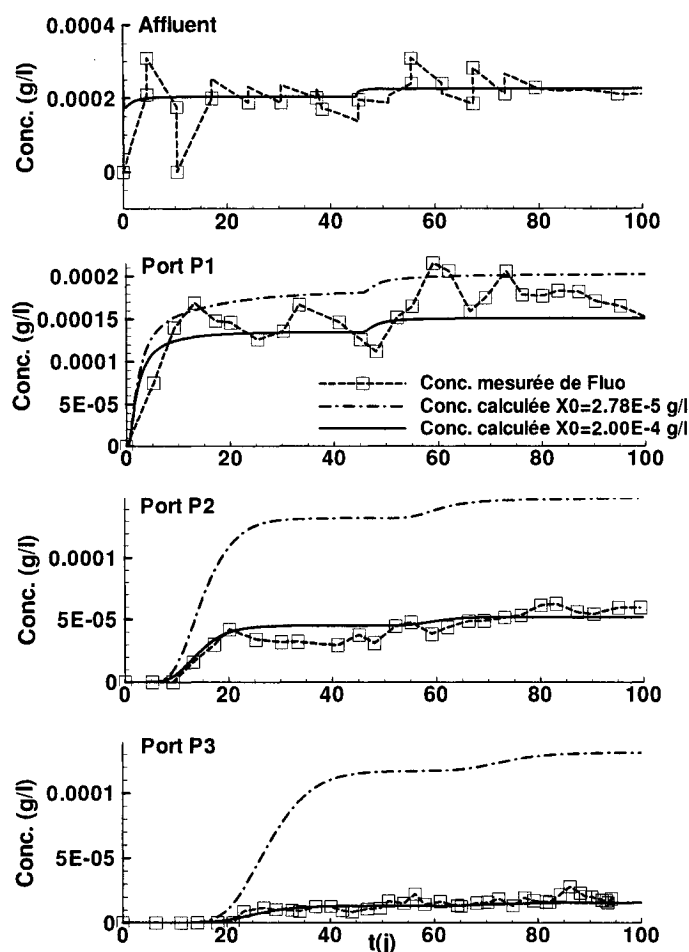 0.0004
Affluent
0.0002
0
Conc. (g/l)
0 20 40 60 80 100
Port P1
0.0002
0.00015
0.0001
5E-05
0
Conc. (g/l)
Conc. mesurée de Fluo
Conc. calculée X0=2.78E-5 g/l
Conc. calculée X0=2.00E-4 g/l
0 20 40 60 80 100
Port P2
0.0001
5E-05
0
Conc. (g/l)
0 20 40 60 80 100
Port P3
0.0001
5E-05
0
Conc. (g/l)
0 20 40 60 80 100
t(j)